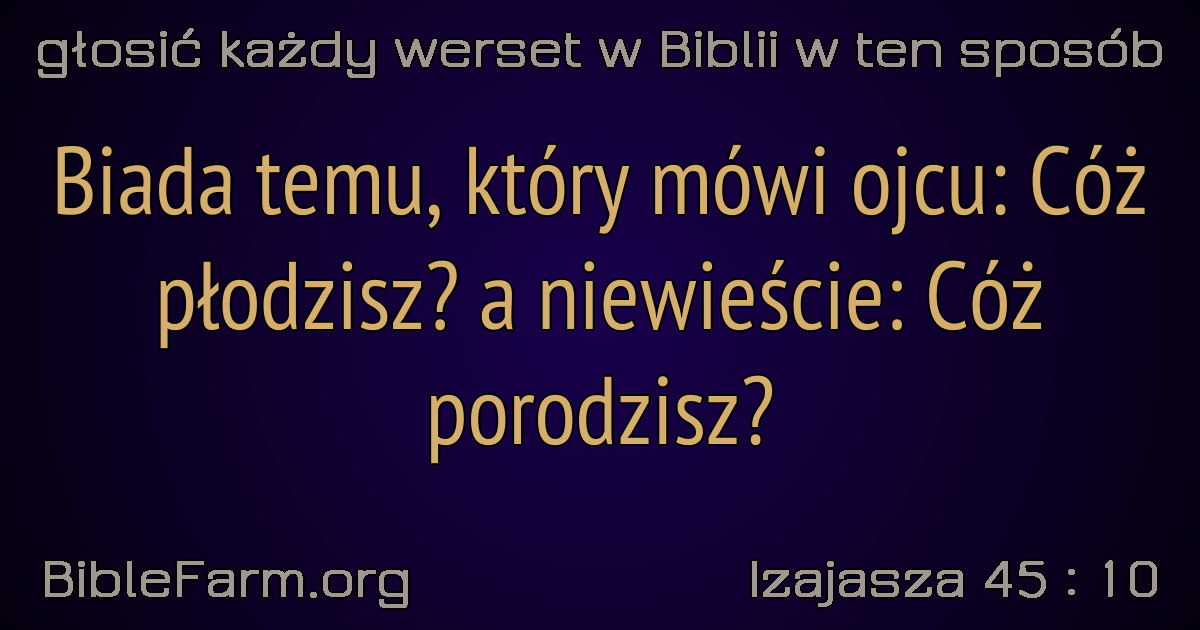 głosić każdy werset w Biblii w ten sposób
Biada temu, który mówi ojcu: Cóż
płodzisz? a niewieście: Cóż
porodzisz?
BibleFarm.org
Izajasza 45 : 10